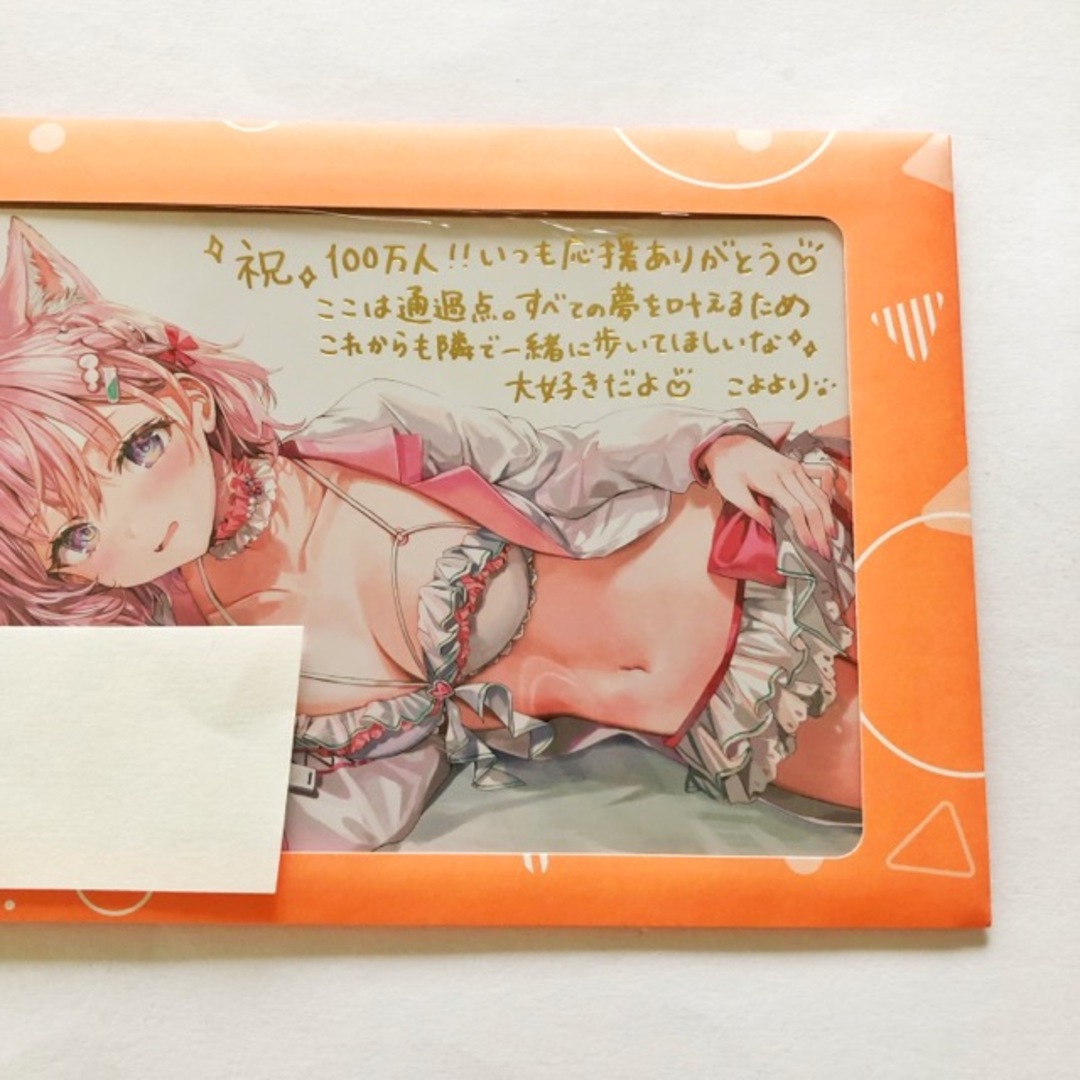 祝 100万人!!いつも応援ありがとう♡
ここは通過点。すべての夢を叶えるため
これからも隣で一緒に歩いてほしいな
大好きだよ♡ こよより